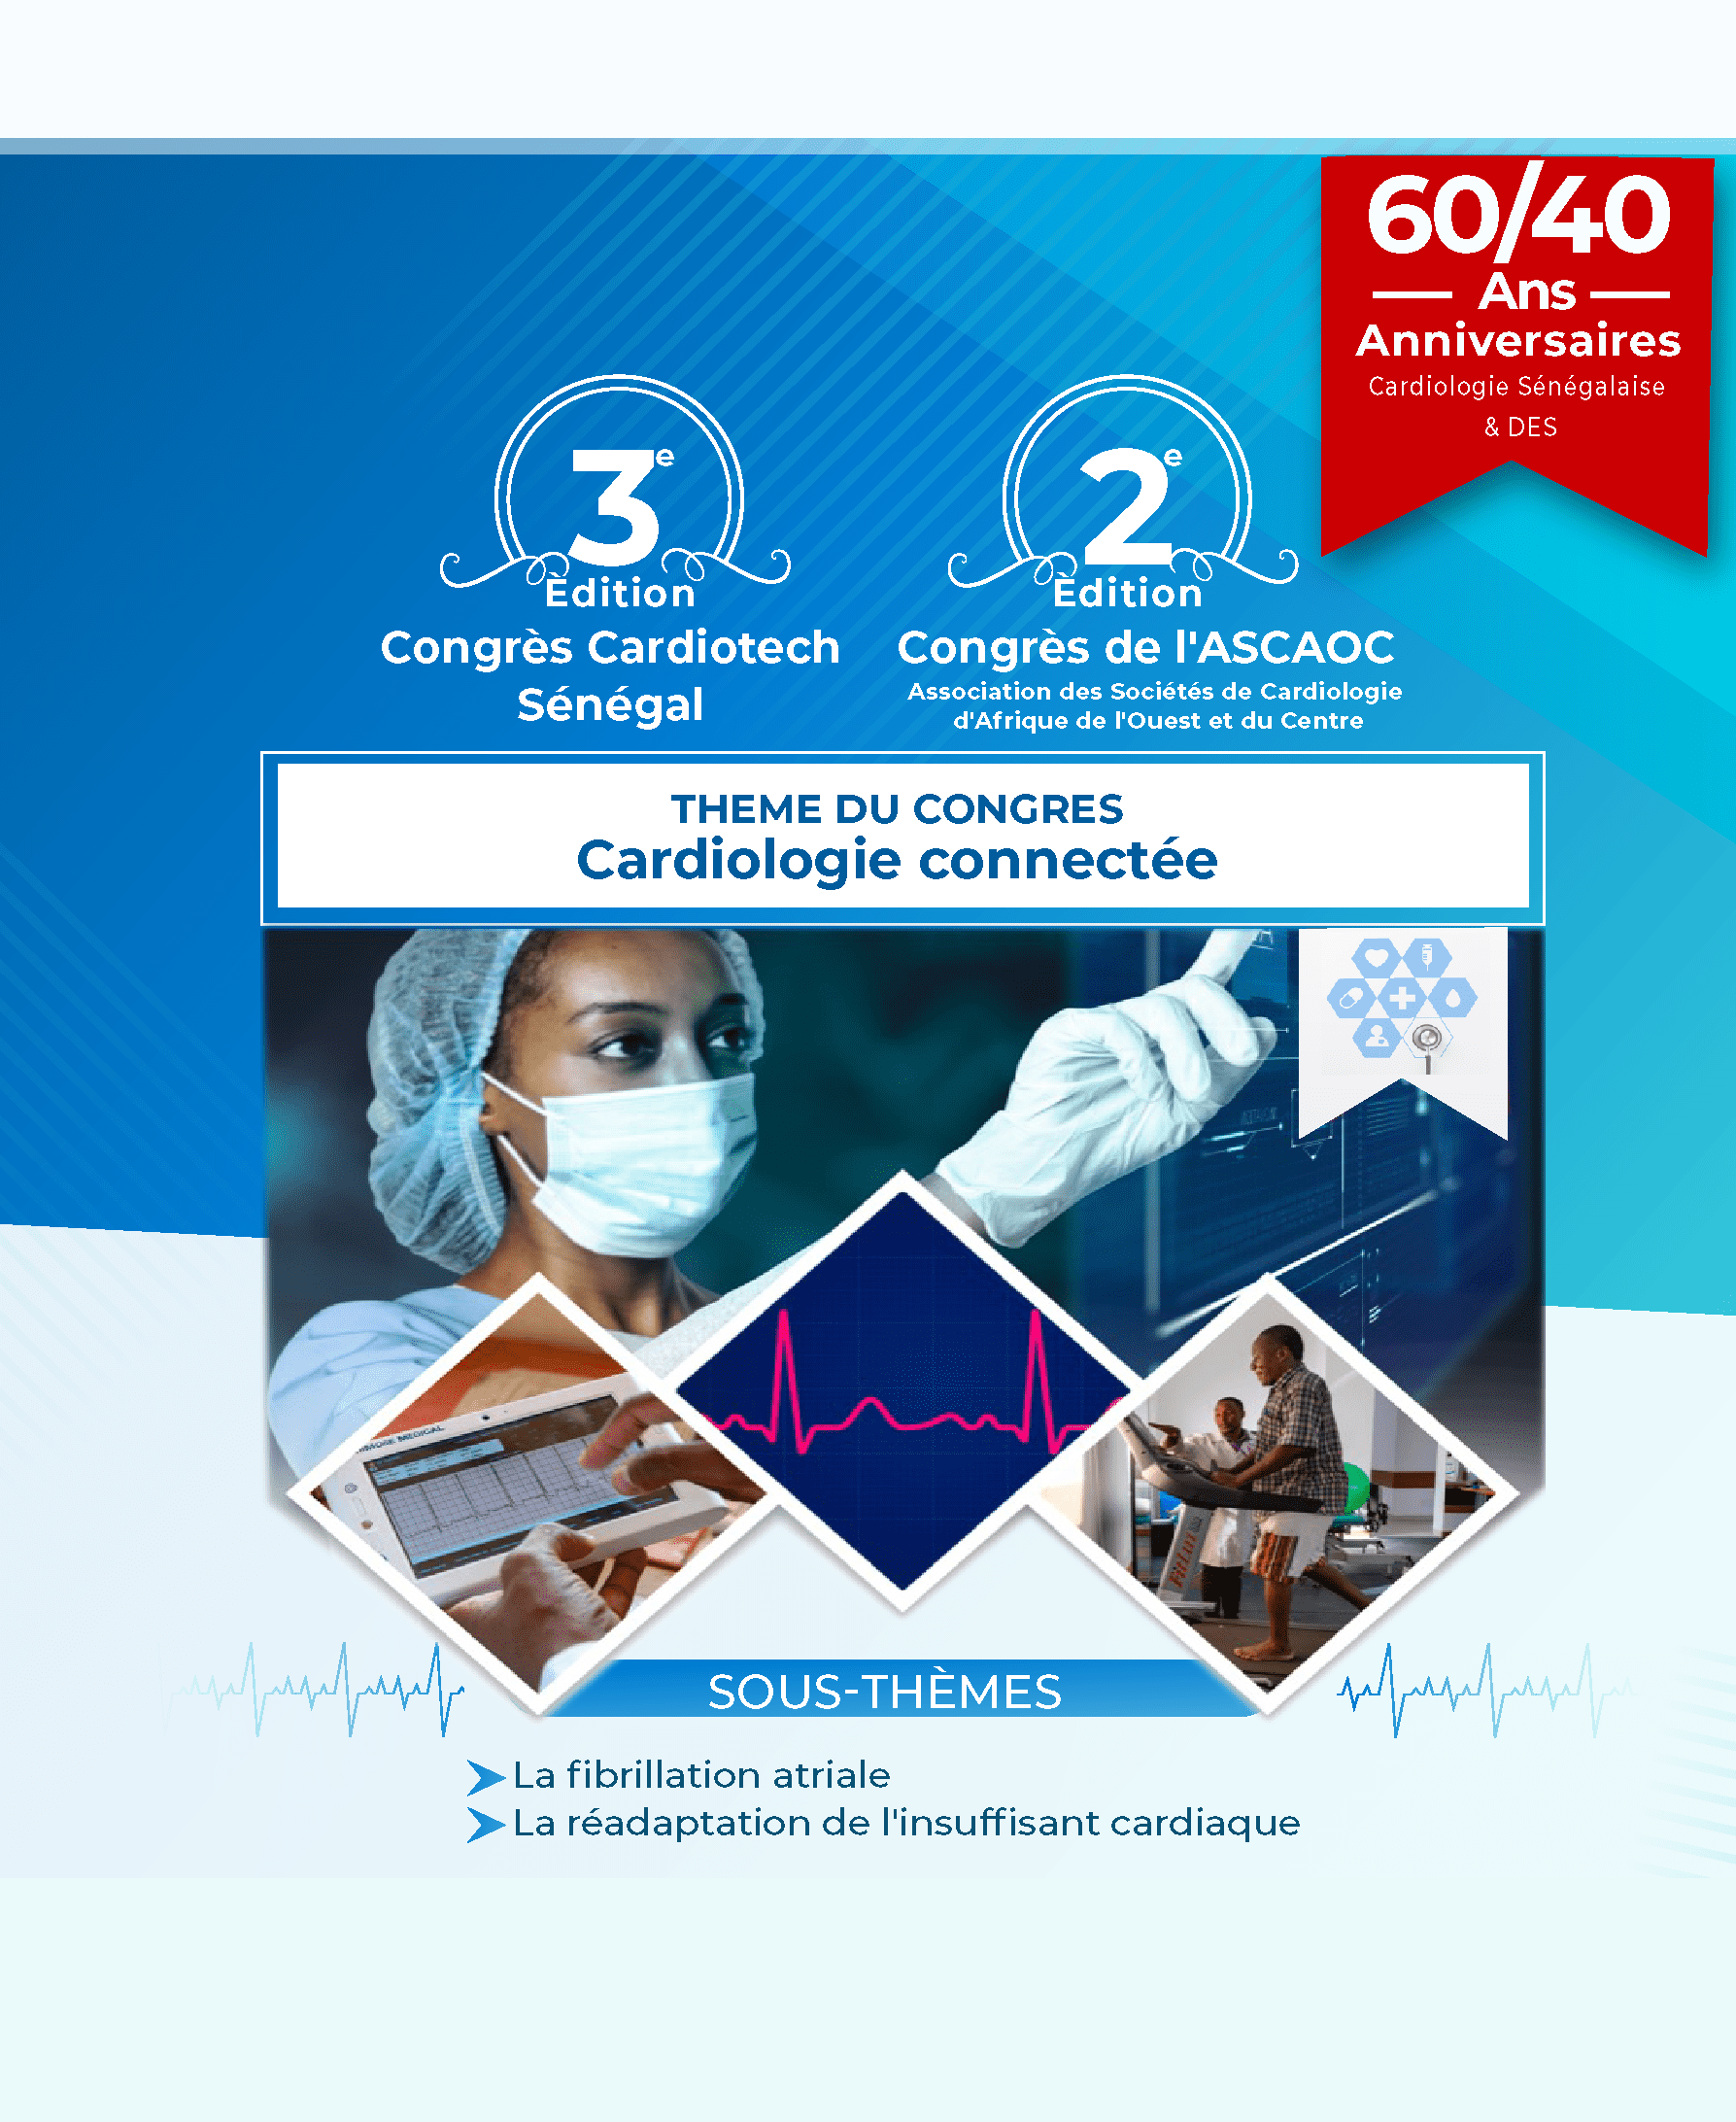 60/40
Ans
Anniversaires
Cardiologie Sénégalaise
& DES
3e
Èdition
Congrès Cardiotech
Sénégal
2e
Èdition
Congrès de l'ASCAOC
Association des Sociétés de Cardiologie
d'Afrique de l'Ouest et du Centre
THEME DU CONGRES
Cardiologie connectée
SOUS-THÈMES
La fibrillation atriale
La réadaptation de l'insuffisant cardiaque